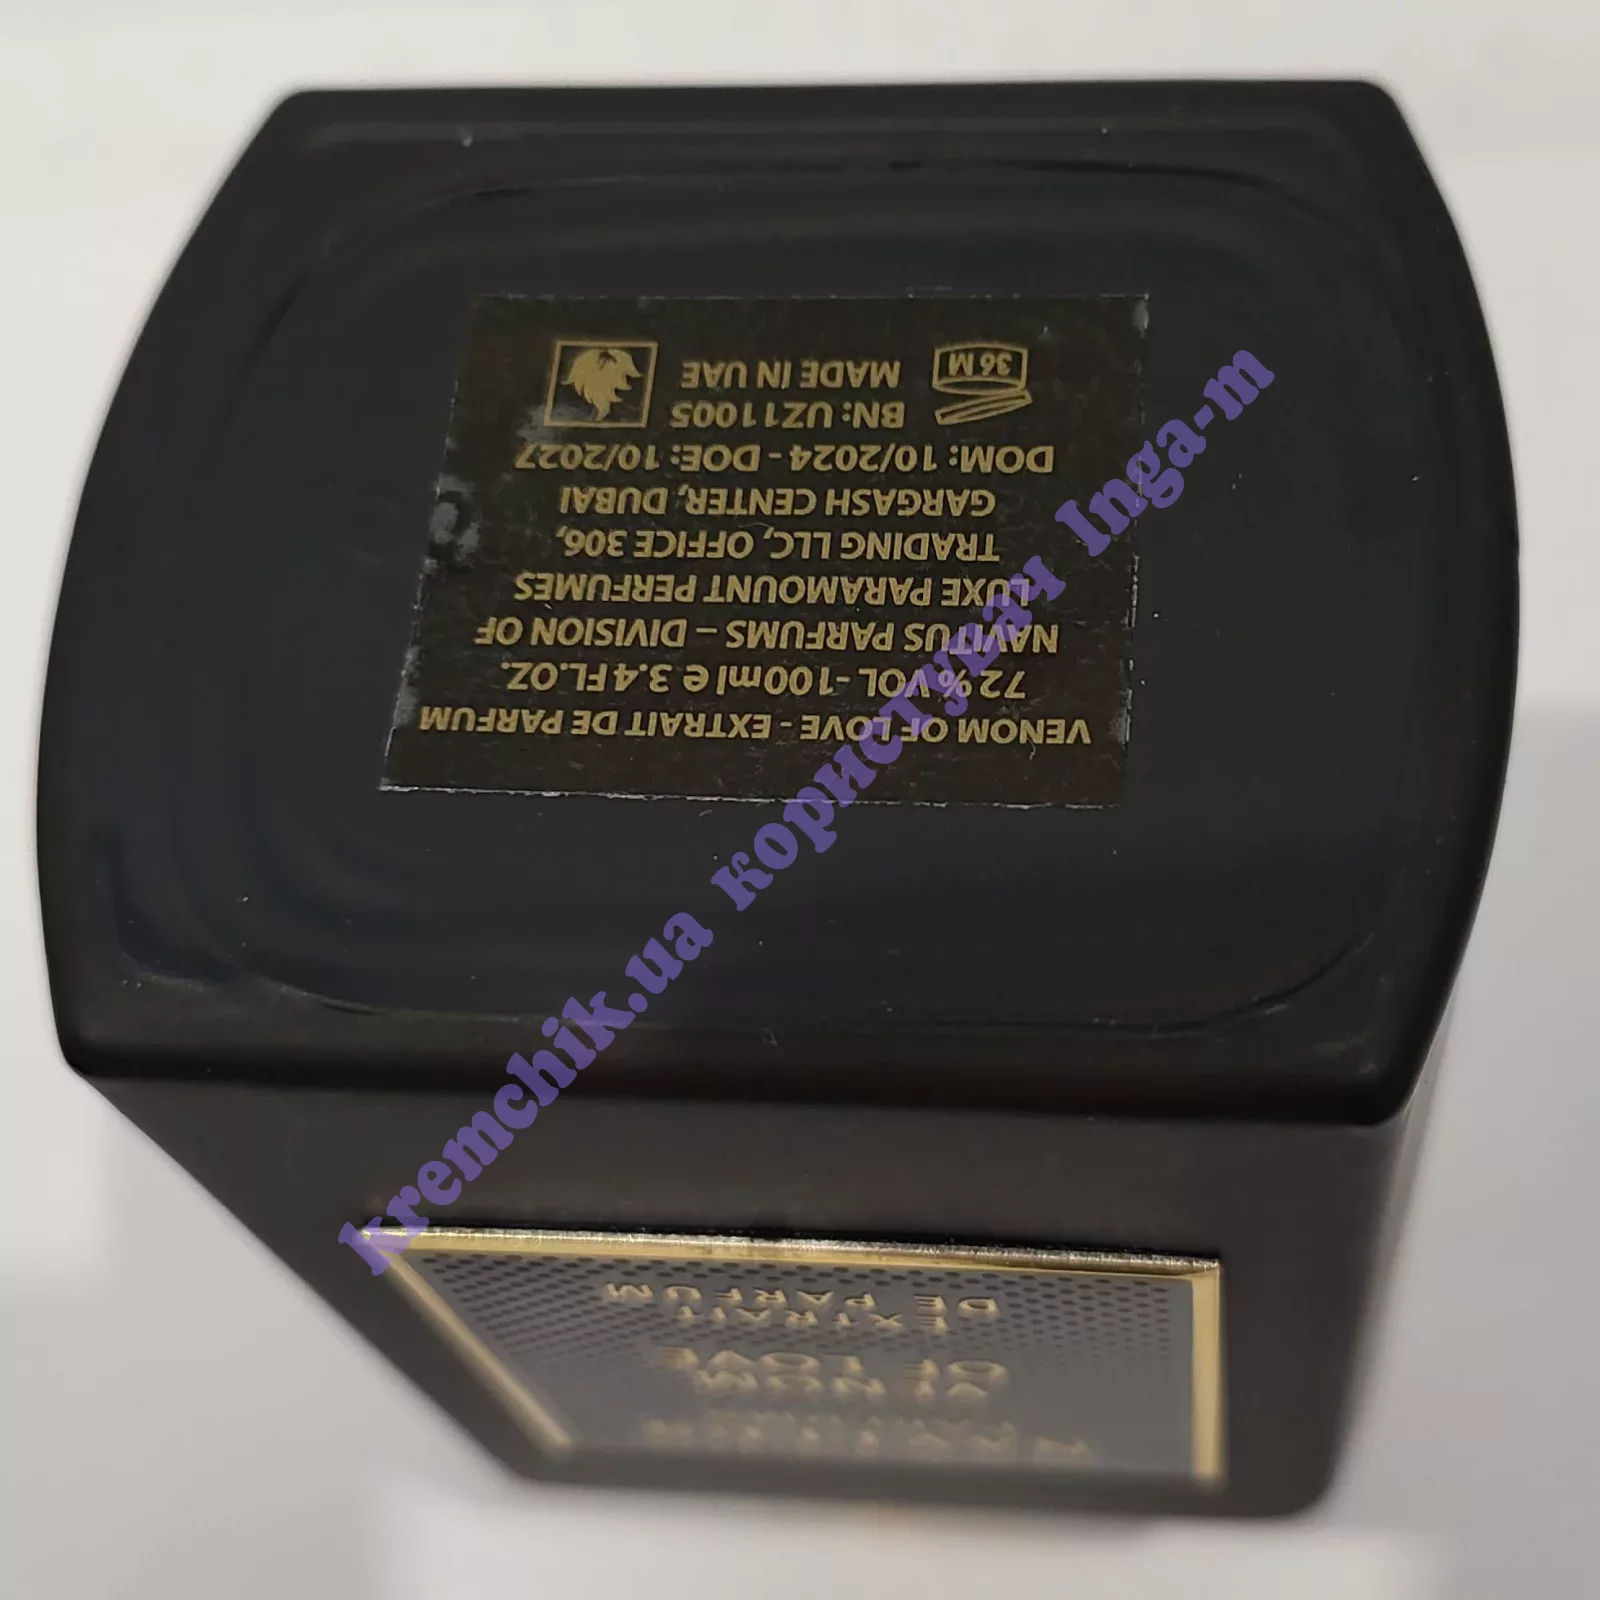 VENOM OF LOVE - EXTRAIT DE PARFUM
72% VOL -100ml e 3.4 FL.OZ.
NAVITUS PARFUMS – DIVISION OF
LUXE PARAMOUNT PERFUMES
TRADING LLC, OFFICE 306,
GARGASH CENTER, DUBAI
DOM: 10/2024 - DOE: 10/2027
BN: UZ11005
MADE IN UAE
36 M
kremchik.ua користувач Inga-m
VENOM
OF LOVE
EXTRAIT
DE PARFUM